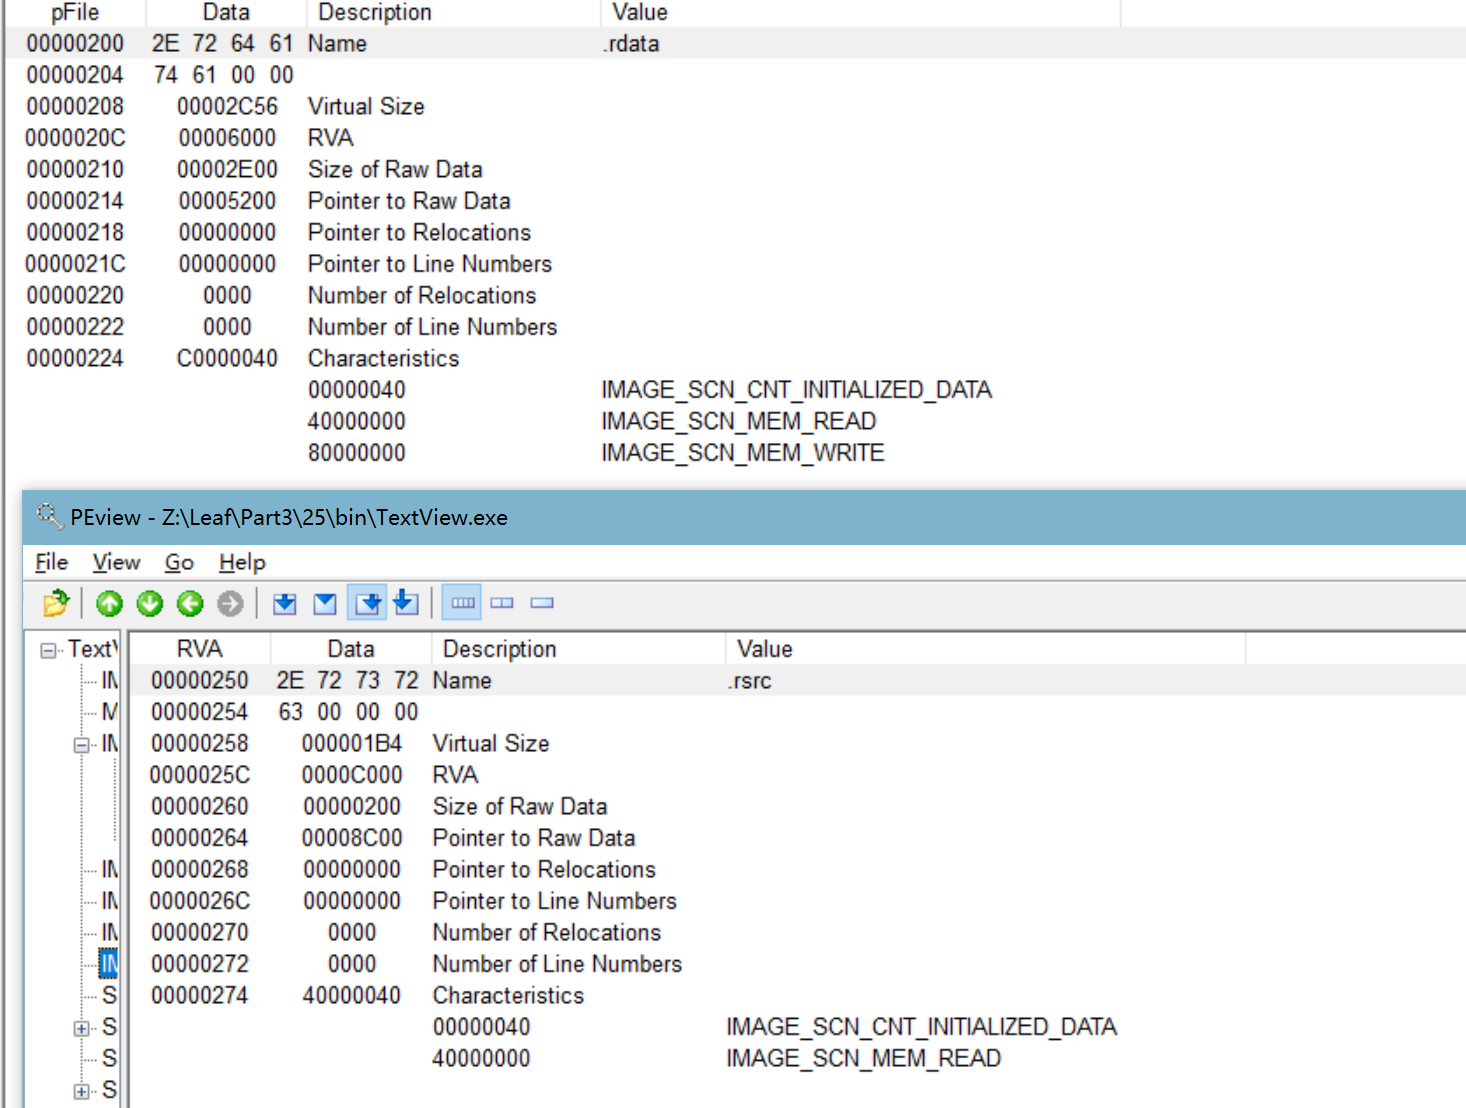 pFile Data Description Value
00000200 2E 72 64 61 Name .rdata
00000204 74 61 00 00
00000208 00002C56 Virtual Size
0000020C 00006000 RVA
00000210 00002E00 Size of Raw Data
00000214 00005200 Pointer to Raw Data
00000218 00000000 Pointer to Relocations
0000021C 00000000 Pointer to Line Numbers
00000220 0000 Number of Relocations
00000222 0000 Number of Line Numbers
00000224 C0000040 Characteristics
00000040 IMAGE_SCN_CNT_INITIALIZED_DATA
40000000 IMAGE_SCN_MEM_READ
80000000 IMAGE_SCN_MEM_WRITE
PEview - Z:\Leaf\Part3\25\bin\TextView.exe
File View Go Help
Text RVA Data Description Value
00000250 2E 72 73 72 Name .rsrc
M 00000254 63 00 00 00
00000258 000001B4 Virtual Size
0000025C 0000C000 RVA
00000260 00000200 Size of Raw Data
00000264 00008C00 Pointer to Raw Data
00000268 00000000 Pointer to Relocations
0000026C 00000000 Pointer to Line Numbers
00000270 0000 Number of Relocations
00000272 0000 Number of Line Numbers
S 00000274 40000040 Characteristics
S 00000040 IMAGE_SCN_CNT_INITIALIZED_DATA
S 40000000 IMAGE_SCN_MEM_READ
S